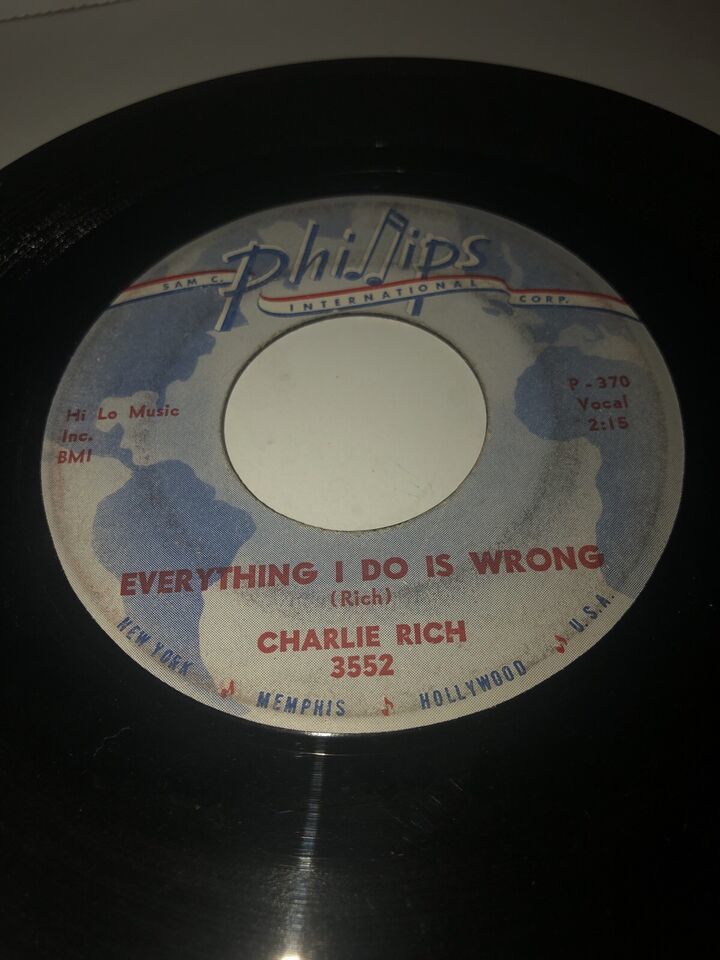 Phillips
SAM C. INTERNATIONAL CORP.
Hi Lo Music
Inc.
BMI
P-370
Vocal
2:15
EVERYTHING I DO IS WRONG
(Rich)
CHARLIE RICH
3552
NEW YORK ♪ MEMPHIS ♪ HOLLYWOOD ♪ U.S.A.